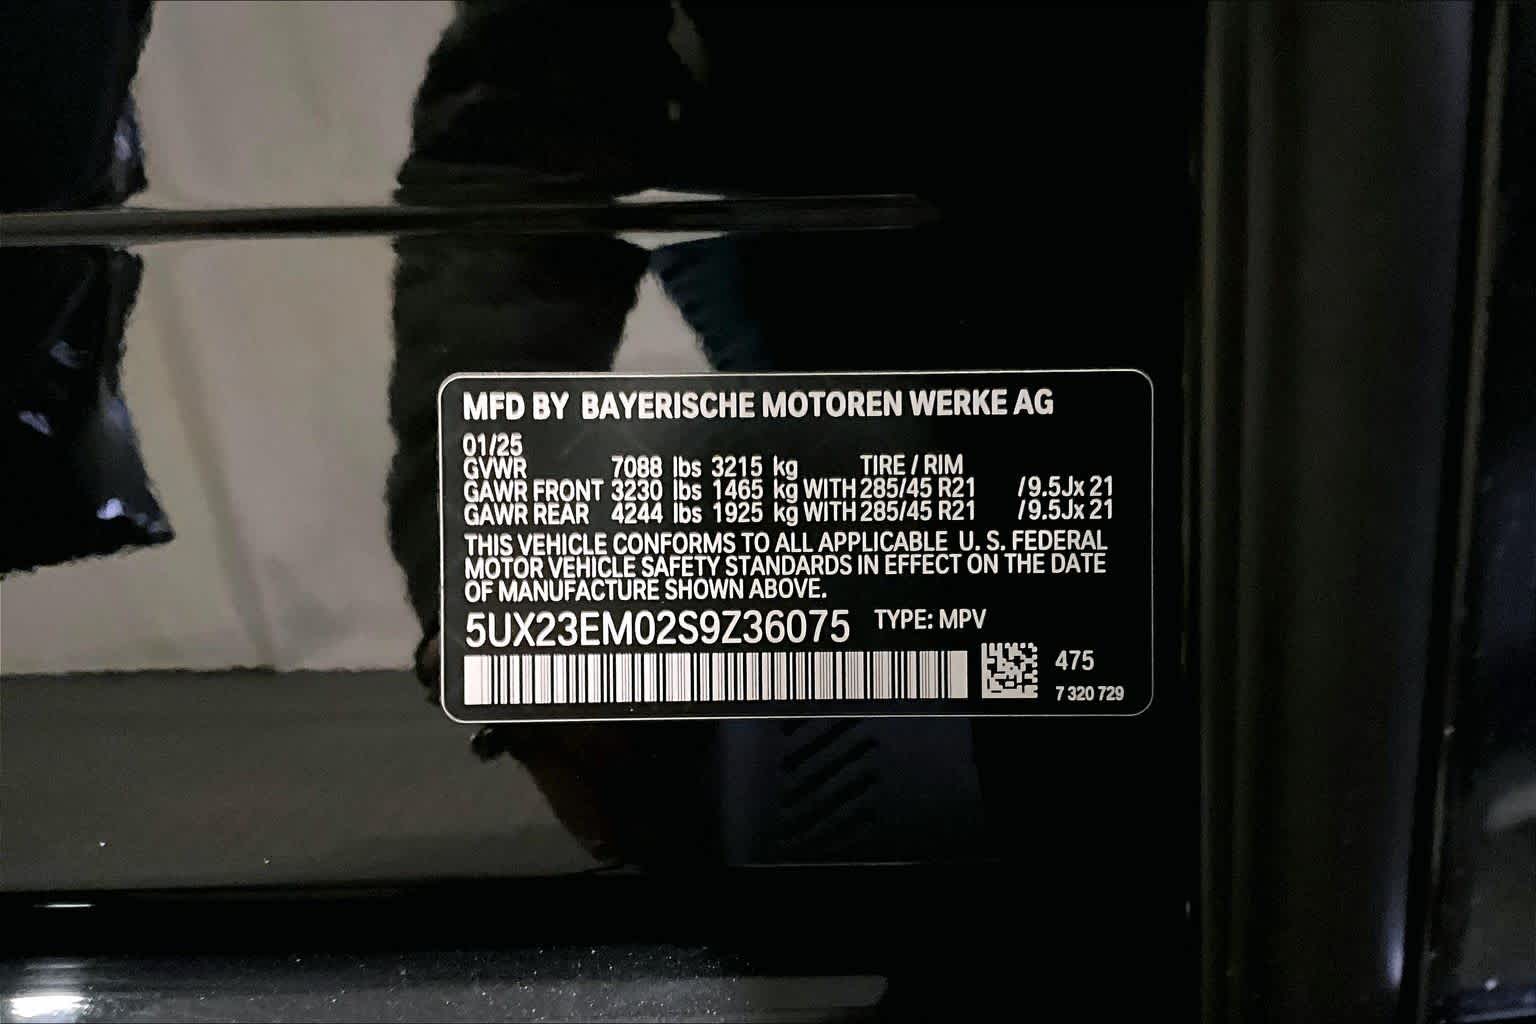 MFD BY BAYERISCHE MOTOREN WERKE AG
01/25
GVWR 7088 lbs 3215 kg TIRE / RIM
GAWR FRONT 3230 lbs 1465 kg WITH 285/45 R21 /9.5Jx 21
GAWR REAR 4244 lbs 1925 kg WITH 285/45 R21 /9.5Jx 21
THIS VEHICLE CONFORMS TO ALL APPLICABLE U. S. FEDERAL
MOTOR VEHICLE SAFETY STANDARDS IN EFFECT ON THE DATE
OF MANUFACTURE SHOWN ABOVE.
5UX23EM02S9Z36075 TYPE: MPV
475
7 320 729